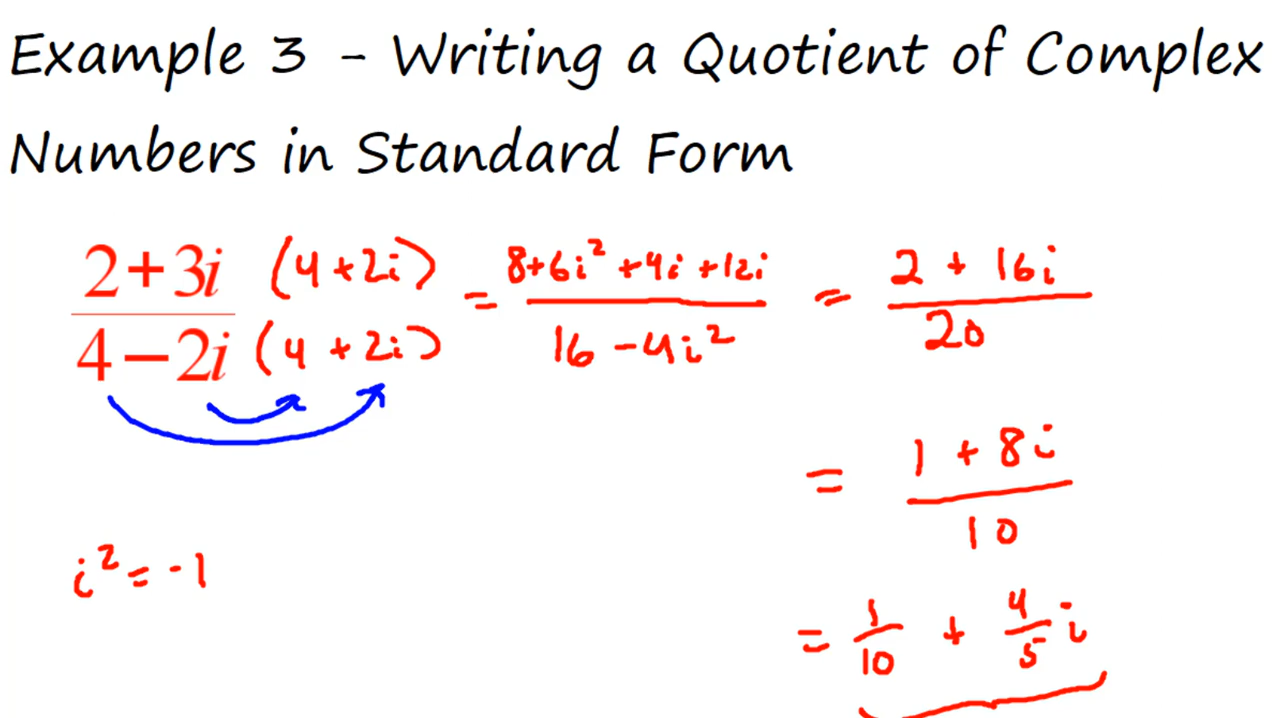 Example 3 - Writing a Quotient of Complex
Numbers in Standard Form
(2+3i)(4+2i) / (4-2i)(4+2i) = (8+6i²+4i+12i) / (16-4i²) = (2+16i) / 20
= (1+8i) / 10
i² = -1
= 1/10 + 4/5 i